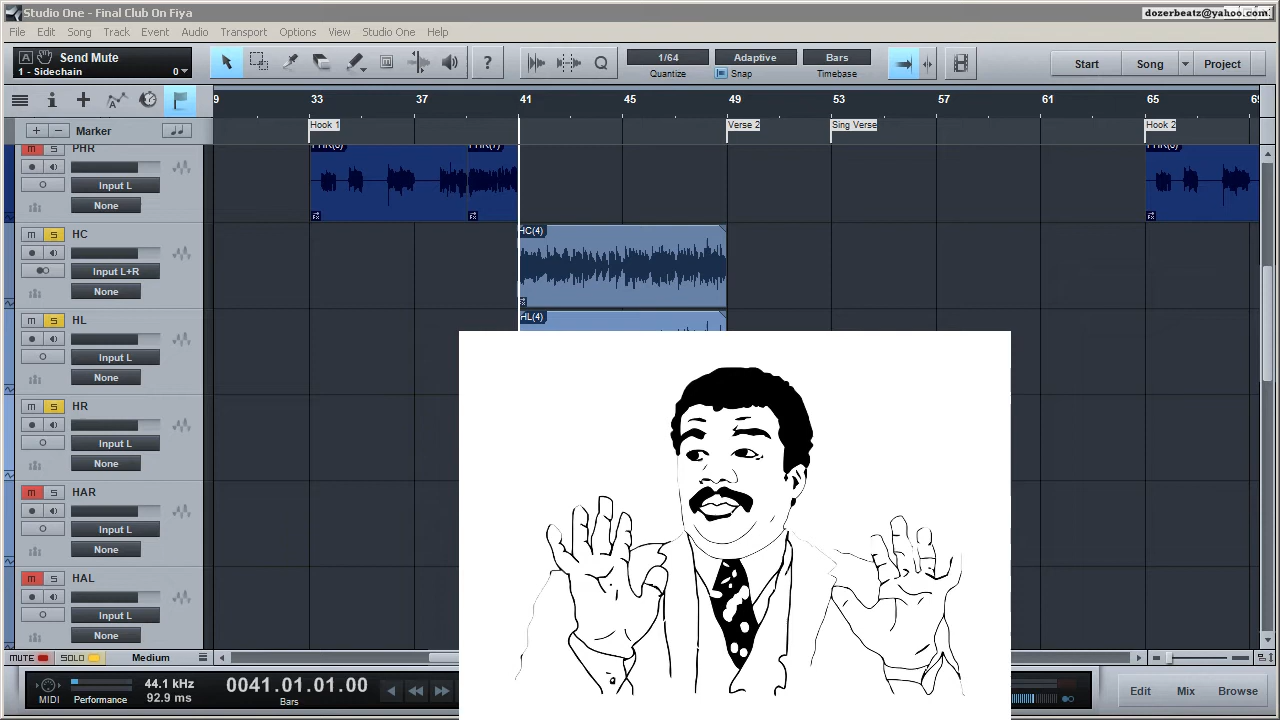 Studio One - Final Club On Fiya
dozerbeatz@yahoo.com
File Edit Song Track Event Audio Transport Options View Studio One Help
Send Mute
1 - Sidechain 0
1/64 Adaptive Bars
Quantize Snap Timebase
? Q
Start Song Project
9 33 37 41 45 49 53 57 61 65 69
Marker
Hook 1 Verse 2 Sing Verse Hook 2
M S PHR
Input L
None
M S HC
HC(4)
Input L+R
None
M S HL
HL(4)
Input L
None
M S HR
Input L
None
M S HAR
Input L
None
M S HAL
Input L
None
MUTE SOLO Medium
MIDI Performance
44.1 kHz
92.9 ms
0041.01.01.00
Bars
Edit Mix Browse